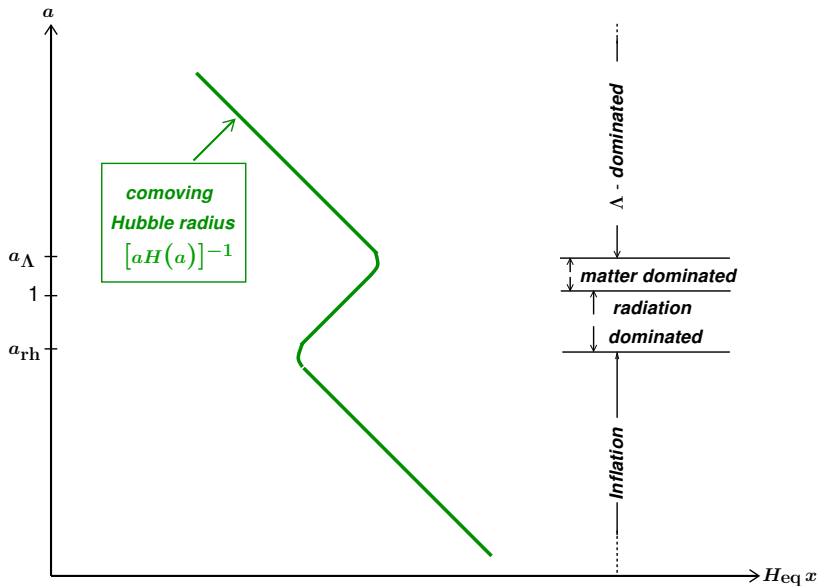 a
Λ - dominated
comoving
Hubble radius
[aH(a)]⁻¹
a_Λ
matter dominated
1
radiation
dominated
a_rh
Inflation
H_eq x